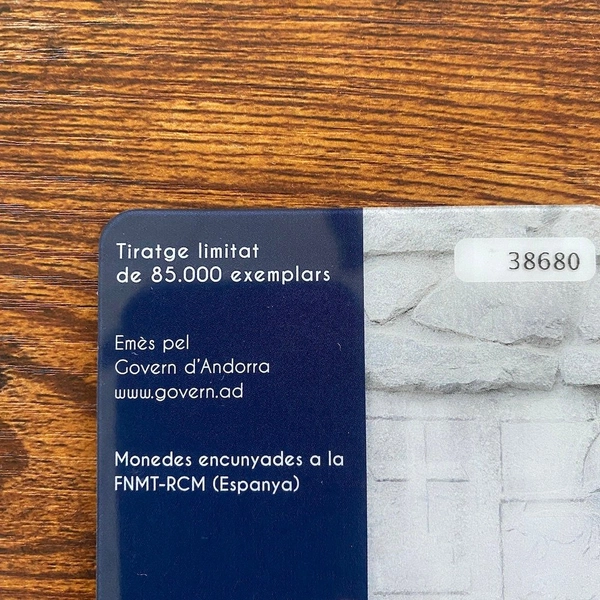 Tiratge limitat
de 85.000 exemplars
38680
Emès pel
Govern d'Andorra
www.govern.ad
Monedes encunyades a la
FNMT-RCM (Espanya)